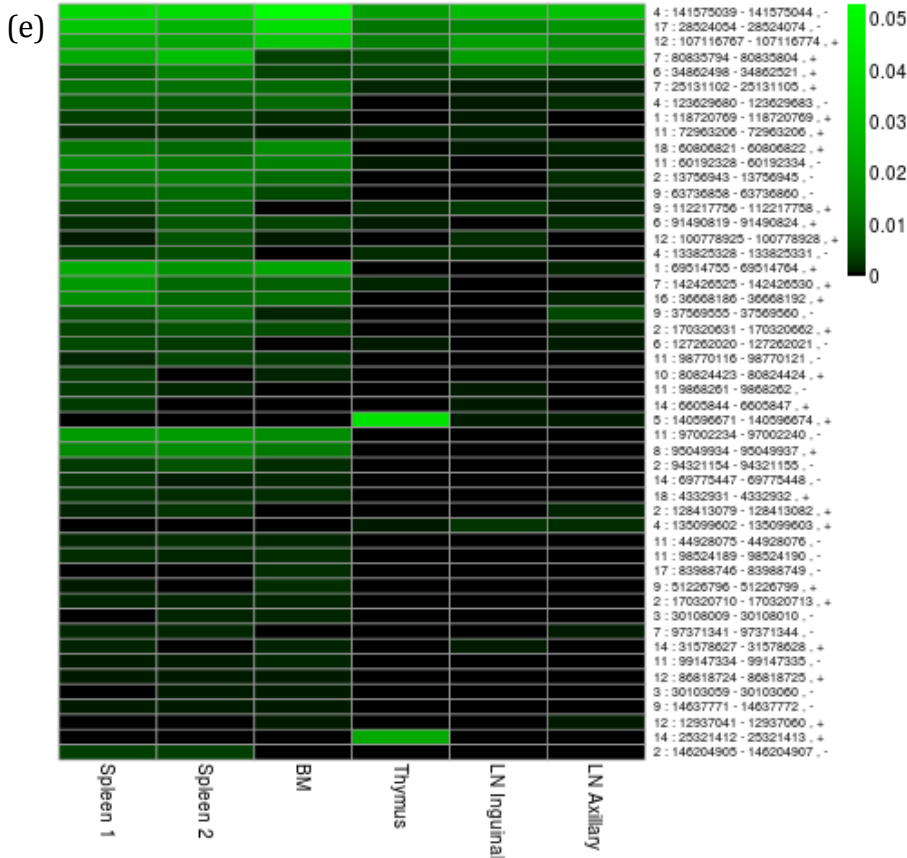 (e)
4 : 141575039 - 141575044 , -
17 : 28524054 - 28524074 , -
12 : 107116767 - 107116774 , +
7 : 80835794 - 80835804 , +
6 : 34862498 - 34862521 , +
7 : 25131102 - 25131105 , +
4 : 123629680 - 123629683 , -
1 : 118720769 - 118720769 , +
11 : 72963206 - 72963206 , +
18 : 60806821 - 60806822 , +
11 : 60192328 - 60192334 , -
2 : 13756943 - 13756945 , -
9 : 63736858 - 63736860 , -
9 : 112217756 - 112217758 , +
6 : 91490819 - 91490824 , +
12 : 100778925 - 100778928 , +
4 : 133825328 - 133825331 , -
1 : 69514755 - 69514764 , +
7 : 142426525 - 142426530 , +
16 : 36668186 - 36668192 , +
9 : 37569555 - 37569560 , -
2 : 170320631 - 170320662 , +
6 : 127262020 - 127262021 , -
11 : 98770116 - 98770121 , -
10 : 80824423 - 80824424 , +
11 : 9868261 - 9868262 , -
14 : 6605844 - 6605847 , +
5 : 140596671 - 140596674 , +
11 : 97002234 - 97002240 , -
8 : 95049934 - 95049937 , +
2 : 94321154 - 94321155 , -
14 : 69775447 - 69775448 , -
18 : 4332931 - 4332932 , +
2 : 128413079 - 128413082 , +
4 : 135099602 - 135099603 , +
11 : 44928075 - 44928076 , -
11 : 98524189 - 98524190 , -
17 : 83988746 - 83988749 , -
9 : 51226796 - 51226799 , +
2 : 170320710 - 170320713 , +
3 : 30108009 - 30108010 , -
7 : 97371341 - 97371344 , -
14 : 31578627 - 31578628 , +
11 : 99147334 - 99147335 , -
12 : 86818724 - 86818725 , +
3 : 30103059 - 30103060 , -
9 : 14637771 - 14637772 , -
12 : 12937041 - 12937060 , +
14 : 25321412 - 25321413 , +
2 : 146204905 - 146204907 , -
0.05
0.04
0.03
0.02
0.01
0
Spleen 1
Spleen 2
BM
Thymus
LN Inguinal
LN Axillary